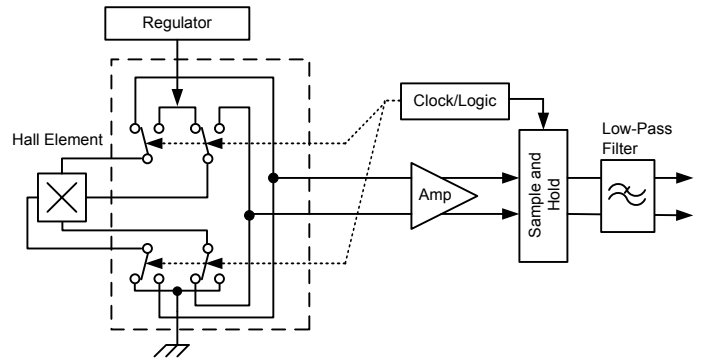 Regulator
Clock/Logic
Hall Element
Low-Pass
Filter
Amp
Sample and
Hold